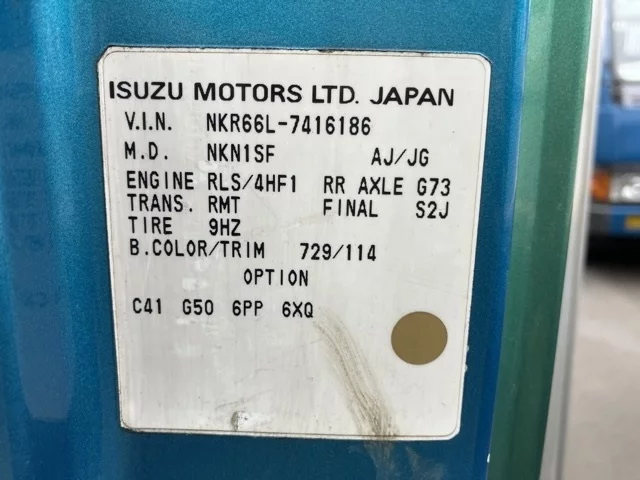 ISUZU MOTORS LTD. JAPAN
V.I.N. NKR66L-7416186
M.D. NKN1SF AJ/JG
ENGINE RLS/4HF1 RR AXLE G73
TRANS. RMT FINAL S2J
TIRE 9HZ
B.COLOR/TRIM 729/114
OPTION
C41 G50 6PP 6XQ